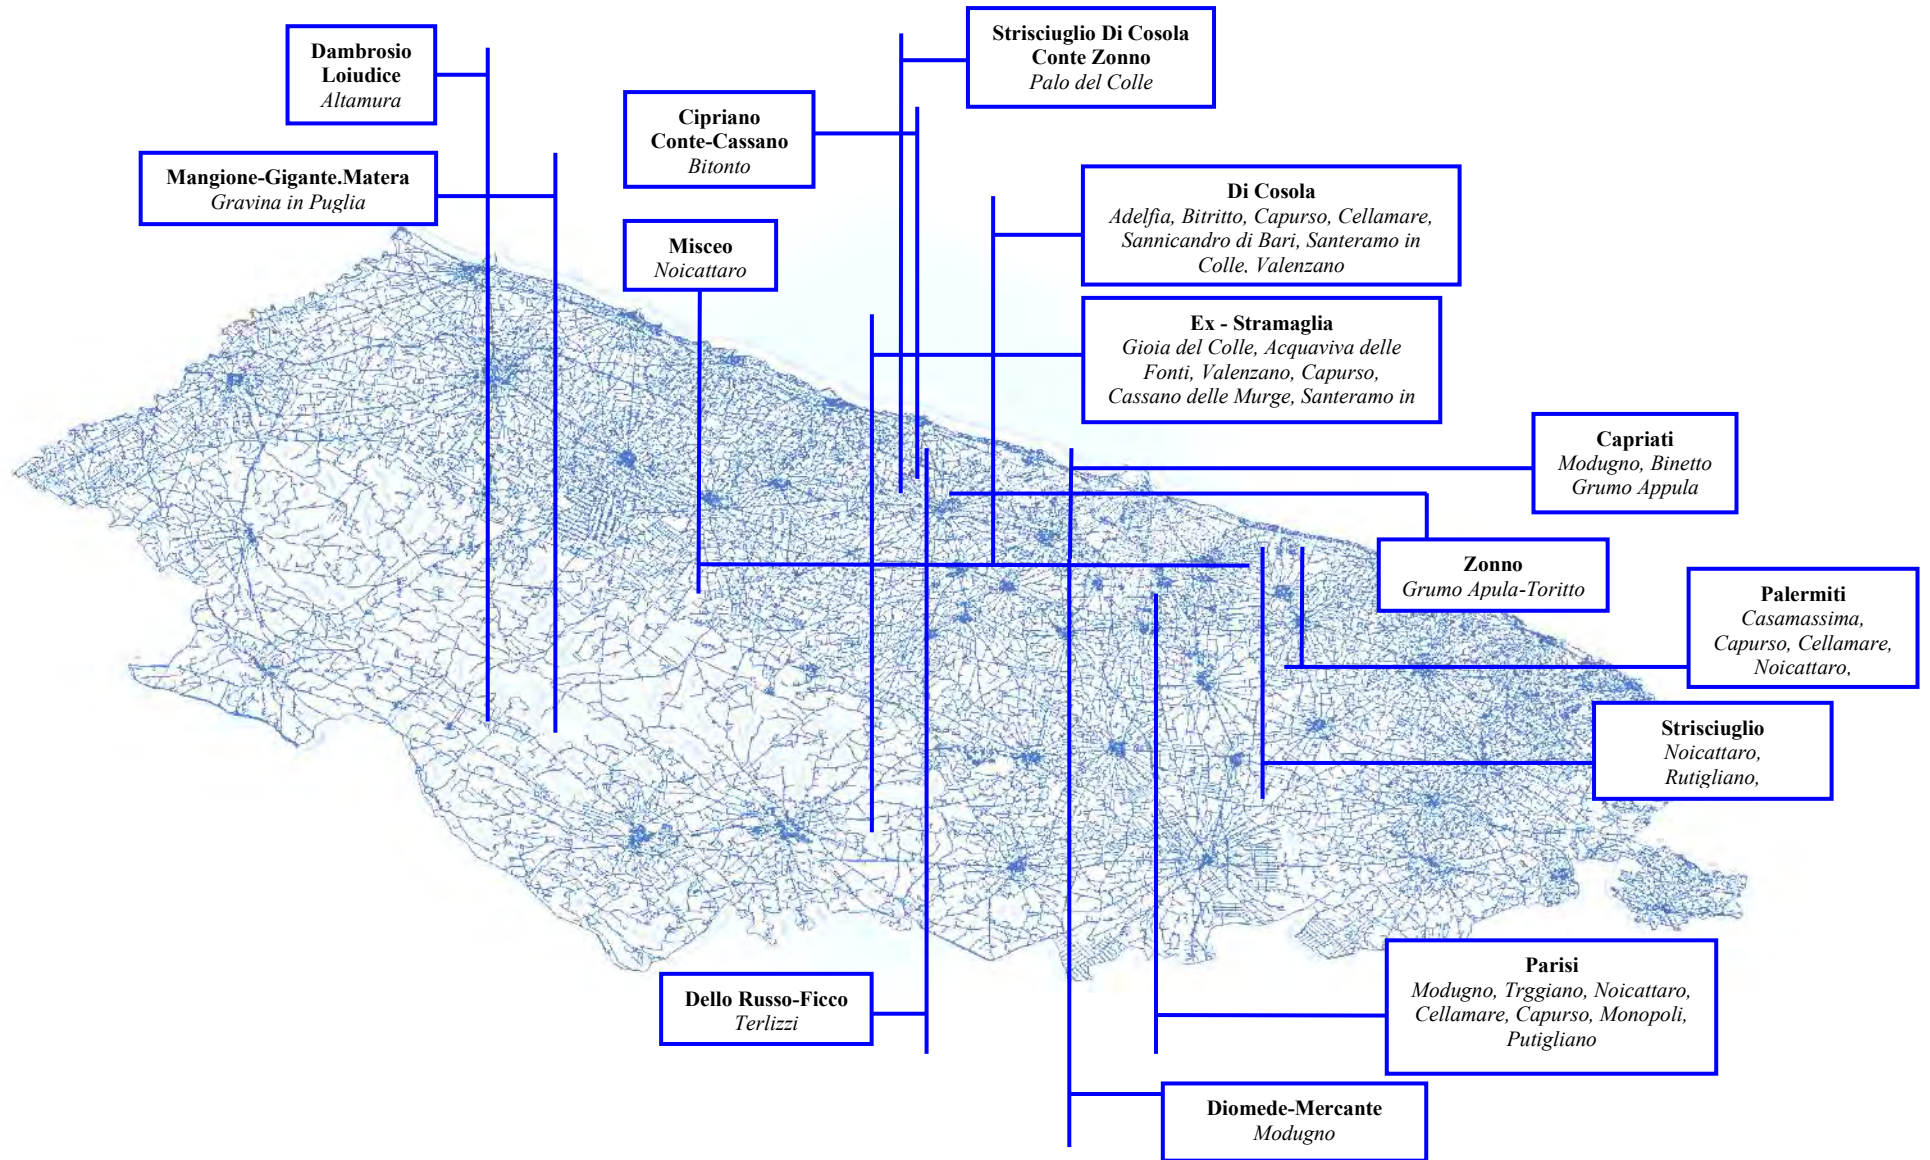 Strisciuglio Di Cosola
Conte Zonno
Palo del Colle
Dambrosio
Loiudice
Altamura
Cipriano
Conte-Cassano
Bitonto
Mangione-Gigante.Matera
Gravina in Puglia
Di Cosola
Adelfia, Bitritto, Capurso, Cellamare,
Sannicandro di Bari, Santeramo in
Colle. Valenzano
Misceo
Noicattaro
Ex - Stramaglia
Gioia del Colle, Acquaviva delle
Fonti, Valenzano, Capurso,
Cassano delle Murge, Santeramo in
Capriati
Modugno, Binetto
Grumo Appula
Zonno
Grumo Apula-Toritto
Palermiti
Casamassima,
Capurso, Cellamare,
Noicattaro,
Strisciuglio
Noicattaro,
Rutigliano,
Parisi
Modugno, Trggiano, Noicattaro,
Cellamare, Capurso, Monopoli,
Putigliano
Dello Russo-Ficco
Terlizzi
Diomede-Mercante
Modugno